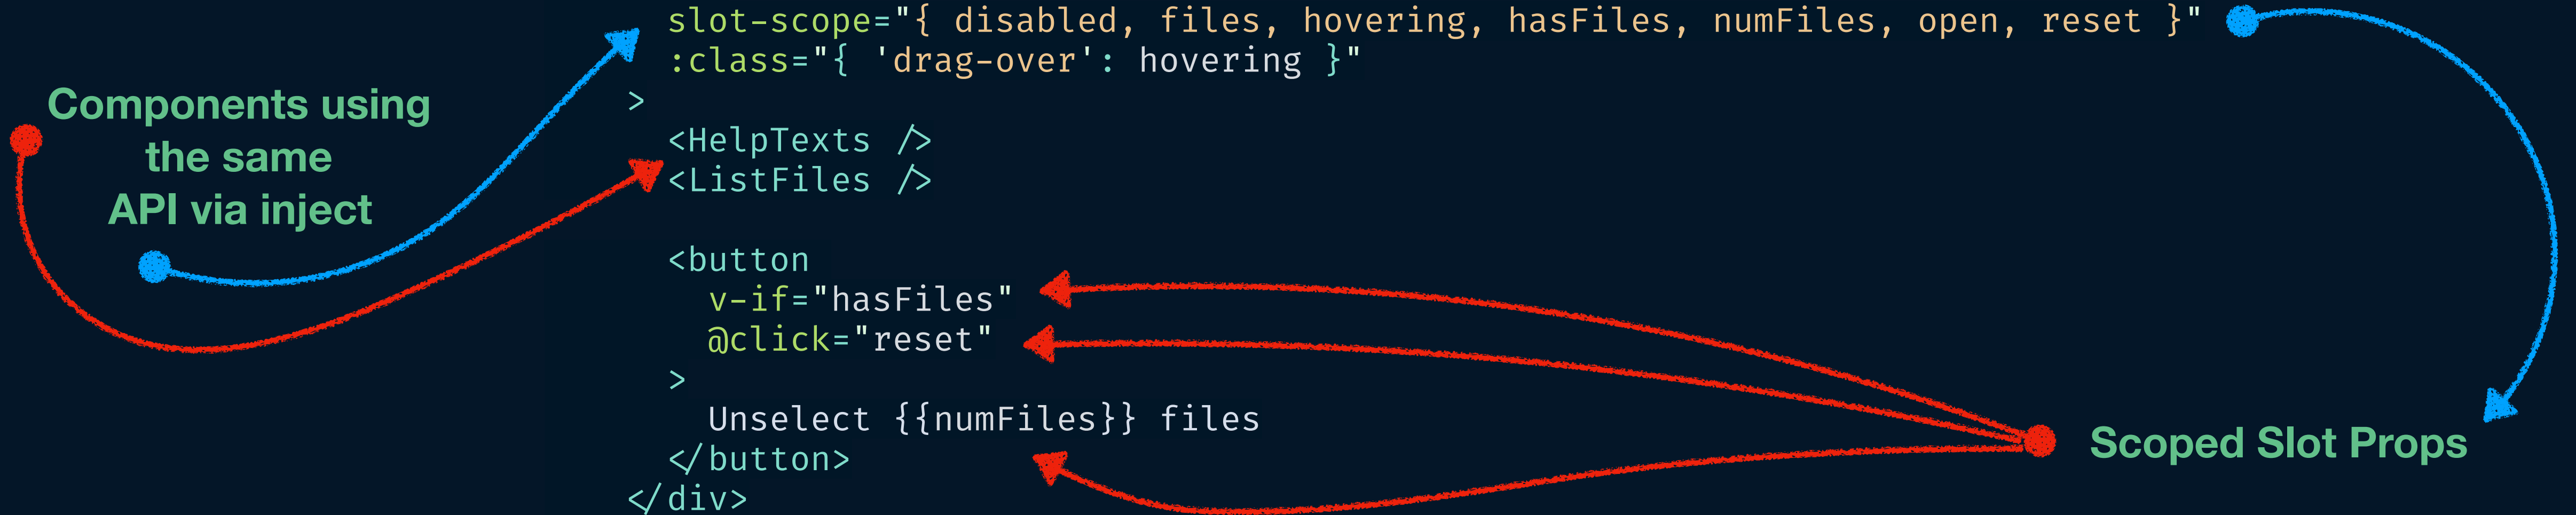 slot-scope="{ disabled, files, hovering, hasFiles, numFiles, open, reset }"
:class="{ 'drag-over': hovering }"
>
<HelpTexts />
<ListFiles />
<button
v-if="hasFiles"
@click="reset"
>
Unselect {{numFiles}} files
</button>
</div>
Components using
the same
API via inject
Scoped Slot Props